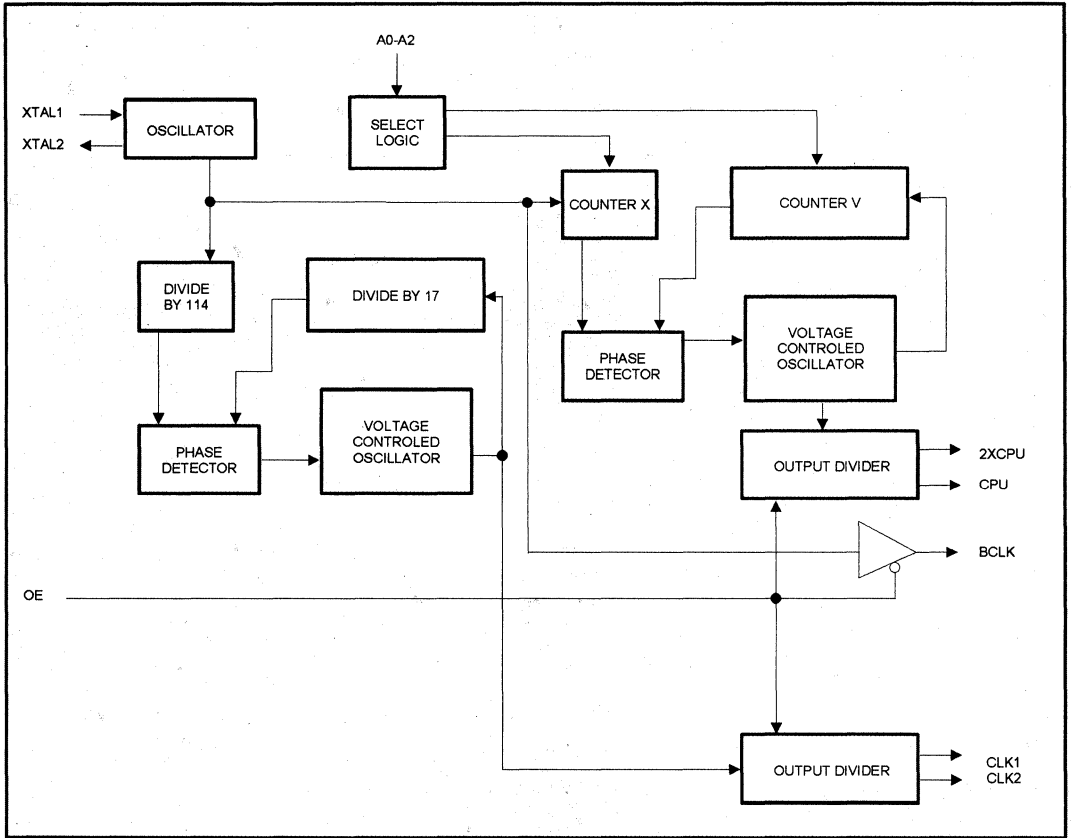 A0-A2
XTAL1
XTAL2
OSCILLATOR
SELECT
LOGIC
COUNTER X
COUNTER V
DIVIDE
BY 114
DIVIDE BY 17
PHASE
DETECTOR
VOLTAGE
CONTROLED
OSCILLATOR
PHASE
DETECTOR
VOLTAGE
CONTROLED
OSCILLATOR
OUTPUT DIVIDER
2XCPU
CPU
BCLK
OE
OUTPUT DIVIDER
CLK1
CLK2